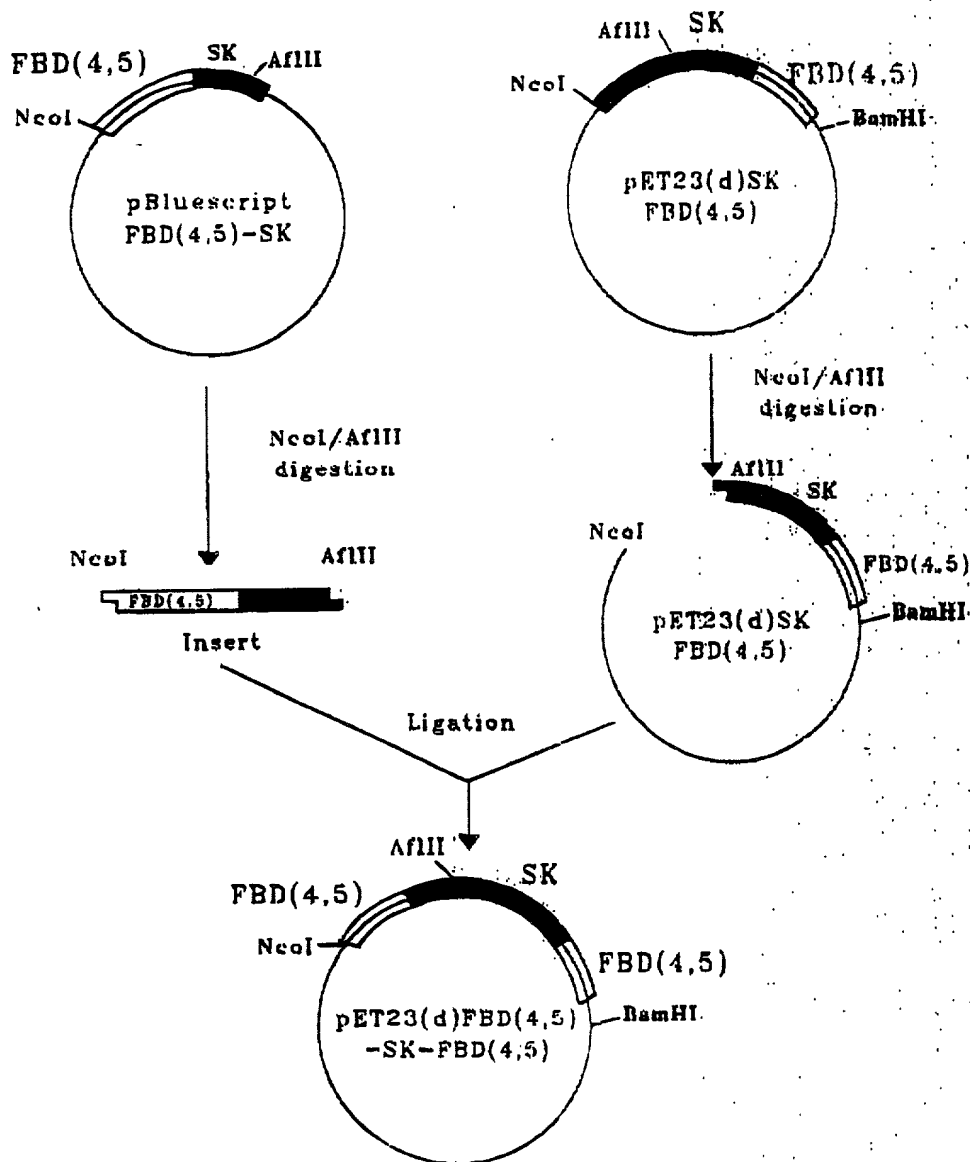 FBD(4,5)
SK
AflII
NcoI
pBluescript
FBD(4,5)-SK
SK
AflII
FBD(4,5)
NcoI
BamHI
pET23(d)SK
FBD(4,5)
NcoI/AflII
digestion
NcoI/AflII
digestion
NcoI
AflII
FBD(4,5)
Insert
AflII
SK
NcoI
FBD(4,5)
BamHI
pET23(d)SK
FBD(4,5)
Ligation
AflII
SK
FBD(4,5)
NcoI
FBD(4,5)
BamHI
pET23(d)FBD(4,5)
-SK-FBD(4,5)